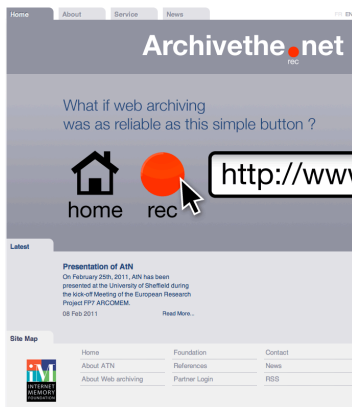 Home About Service News FR EN
Archivethe.net
rec
What if web archiving
was as reliable as this simple button ?
http://www
home rec
Latest
Presentation of AtN
On February 25th, 2011, AtN has been
presented at the University of Sheffield during
the kick-off Meeting of the European Research
Project FP7 ARCOMEM.
08 Feb 2011 Read More...
Site Map
Home Foundation Contact
About ATN References News
About Web archiving Partner Login RSS
IM
INTERNET
MEMORY
FOUNDATION